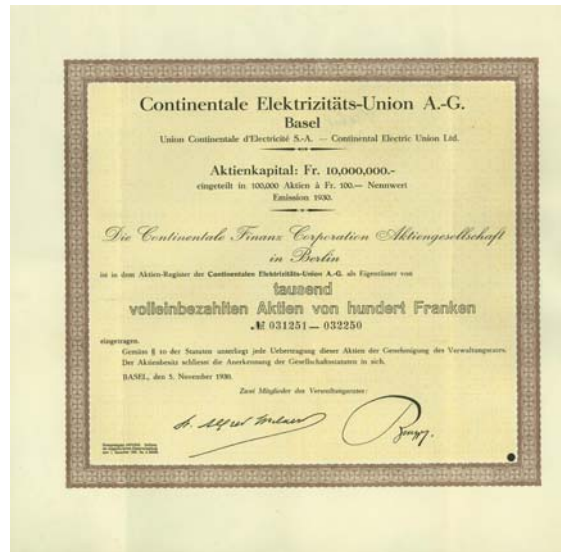 Continentale Elektrizitäts-Union A.-G.
Basel
Union Continentale d'Electricité S.-A. — Continental Electric Union Ltd.
Aktienkapital: Fr. 10,000,000.-
eingeteilt in 100,000 Aktien à Fr. 100.— Nennwert
Emission 1930.
Die Continentale Finanz Corporation Aktiengesellschaft
in Berlin
ist in dem Aktien-Register der Continentalen Elektrizitäts-Union A.-G. als Eigentümer von
tausend
volleinbezahlten Aktien von hundert Franken
№ 031251 — 032250
eingetragen.
Gemäss § 10 der Statuten unterliegt jede Uebertragung dieser Aktien der Genehmigung des Verwaltungsrates.
Der Aktienbesitz schliesst die Anerkennung der Gesellschaftsstatuten in sich.
BASEL, den 5. November 1930.
Zwei Mitglieder des Verwaltungsrates:
Dr. Alfred